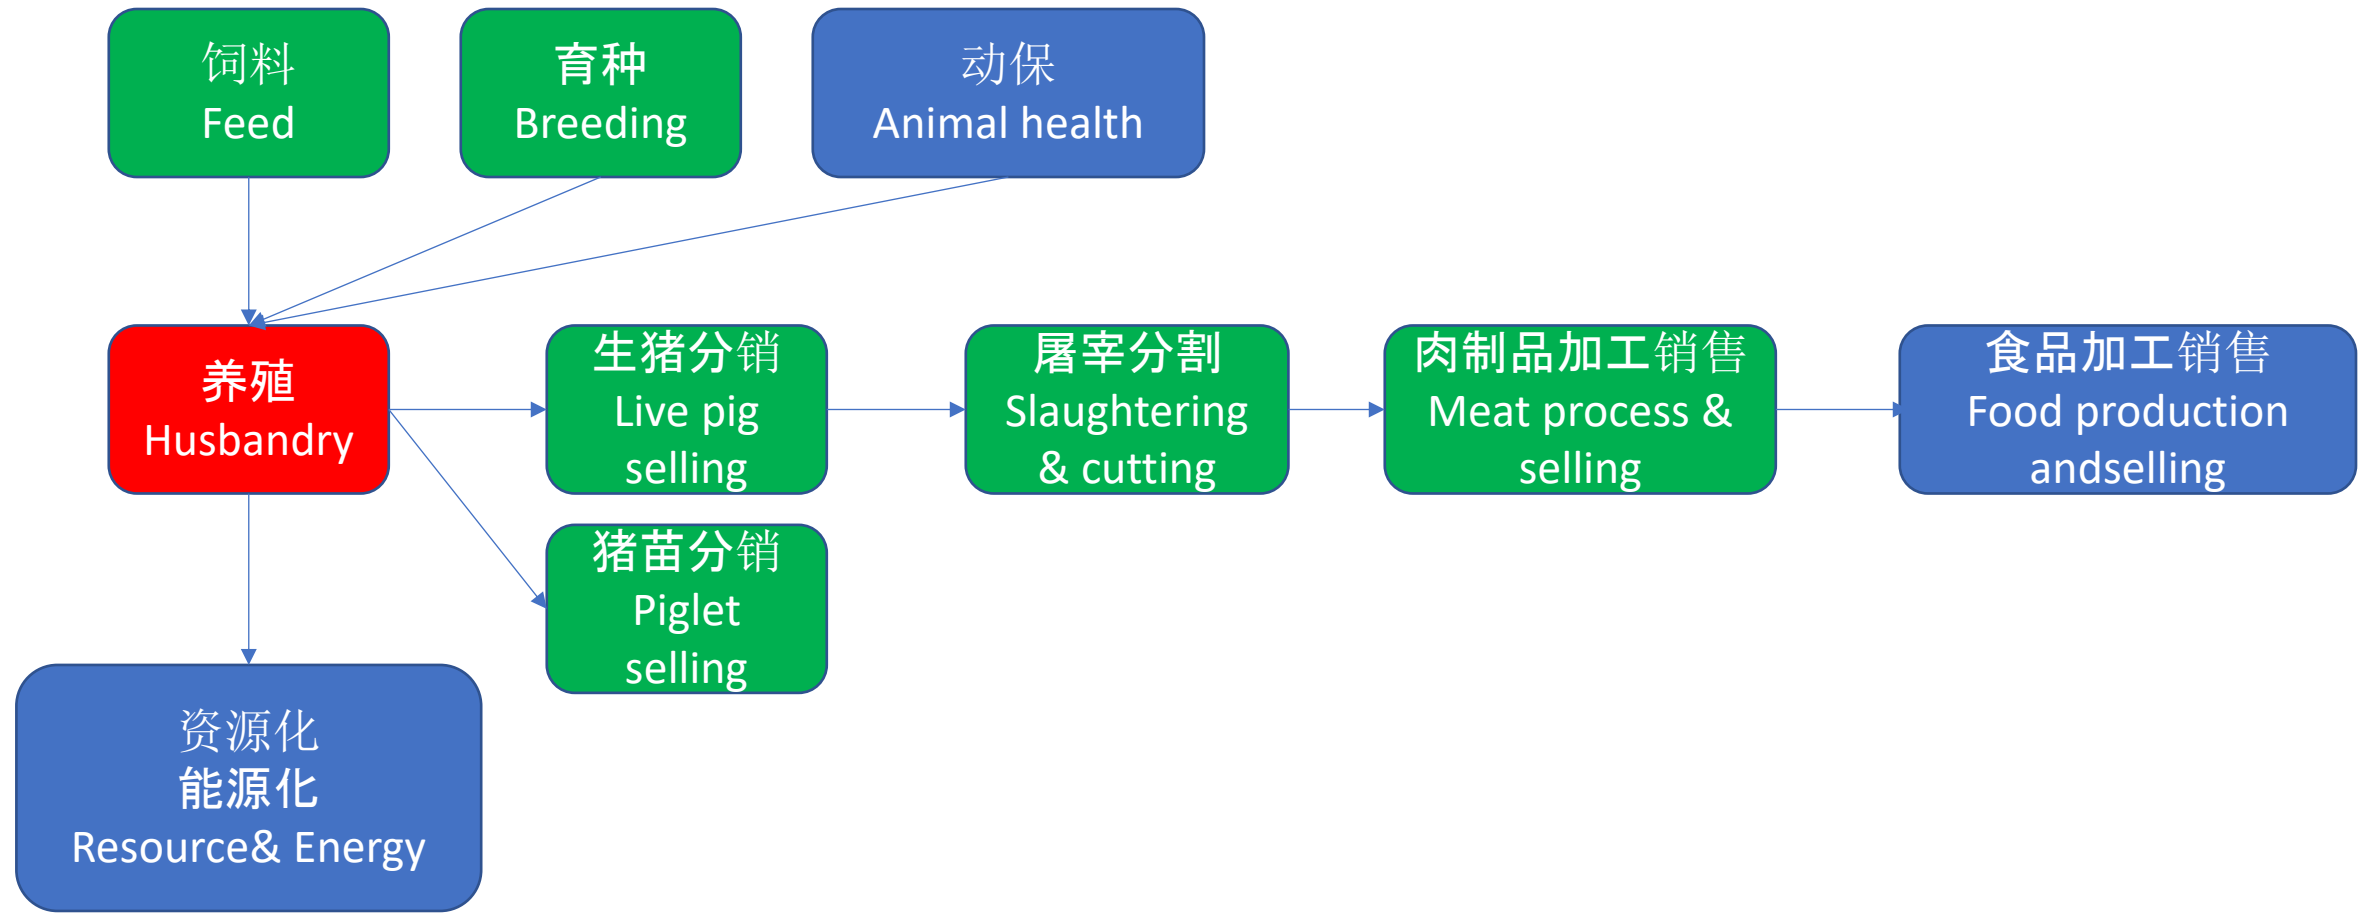 饲料
Feed
育种
Breeding
动保
Animal health
养殖
Husbandry
生猪分销
Live pig
selling
屠宰分割
Slaughtering
& cutting
肉制品加工销售
Meat process &
selling
食品加工销售
Food production
andselling
猪苗分销
Piglet
selling
资源化
能源化
Resource& Energy